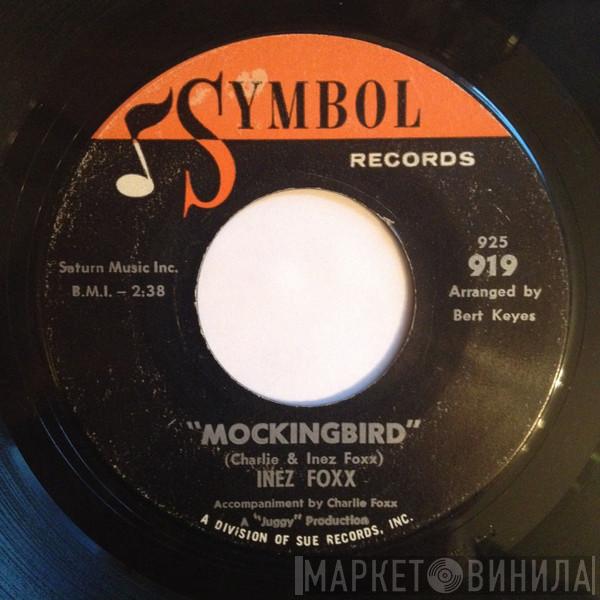 SYMBOL
RECORDS
Saturn Music Inc.
B.M.I. – 2:38
925
919
Arranged by
Bert Keyes
"MOCKINGBIRD"
(Charlie & Inez Foxx)
INEZ FOXX
Accompaniment by Charlie Foxx
A "Juggy" Production
A DIVISION OF SUE RECORDS, INC.
МАРКЕТ ВИНИЛА